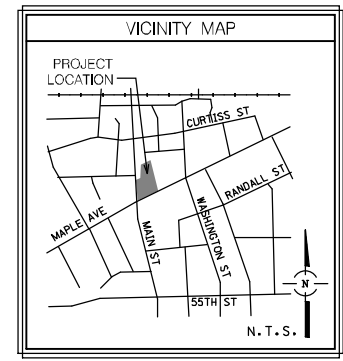 VICINITY MAP
PROJECT
LOCATION
CURTISS ST
RANDALL ST
MAPLE AVE
MAIN ST
WASHINGTON ST
55TH ST
N
N.T.S.